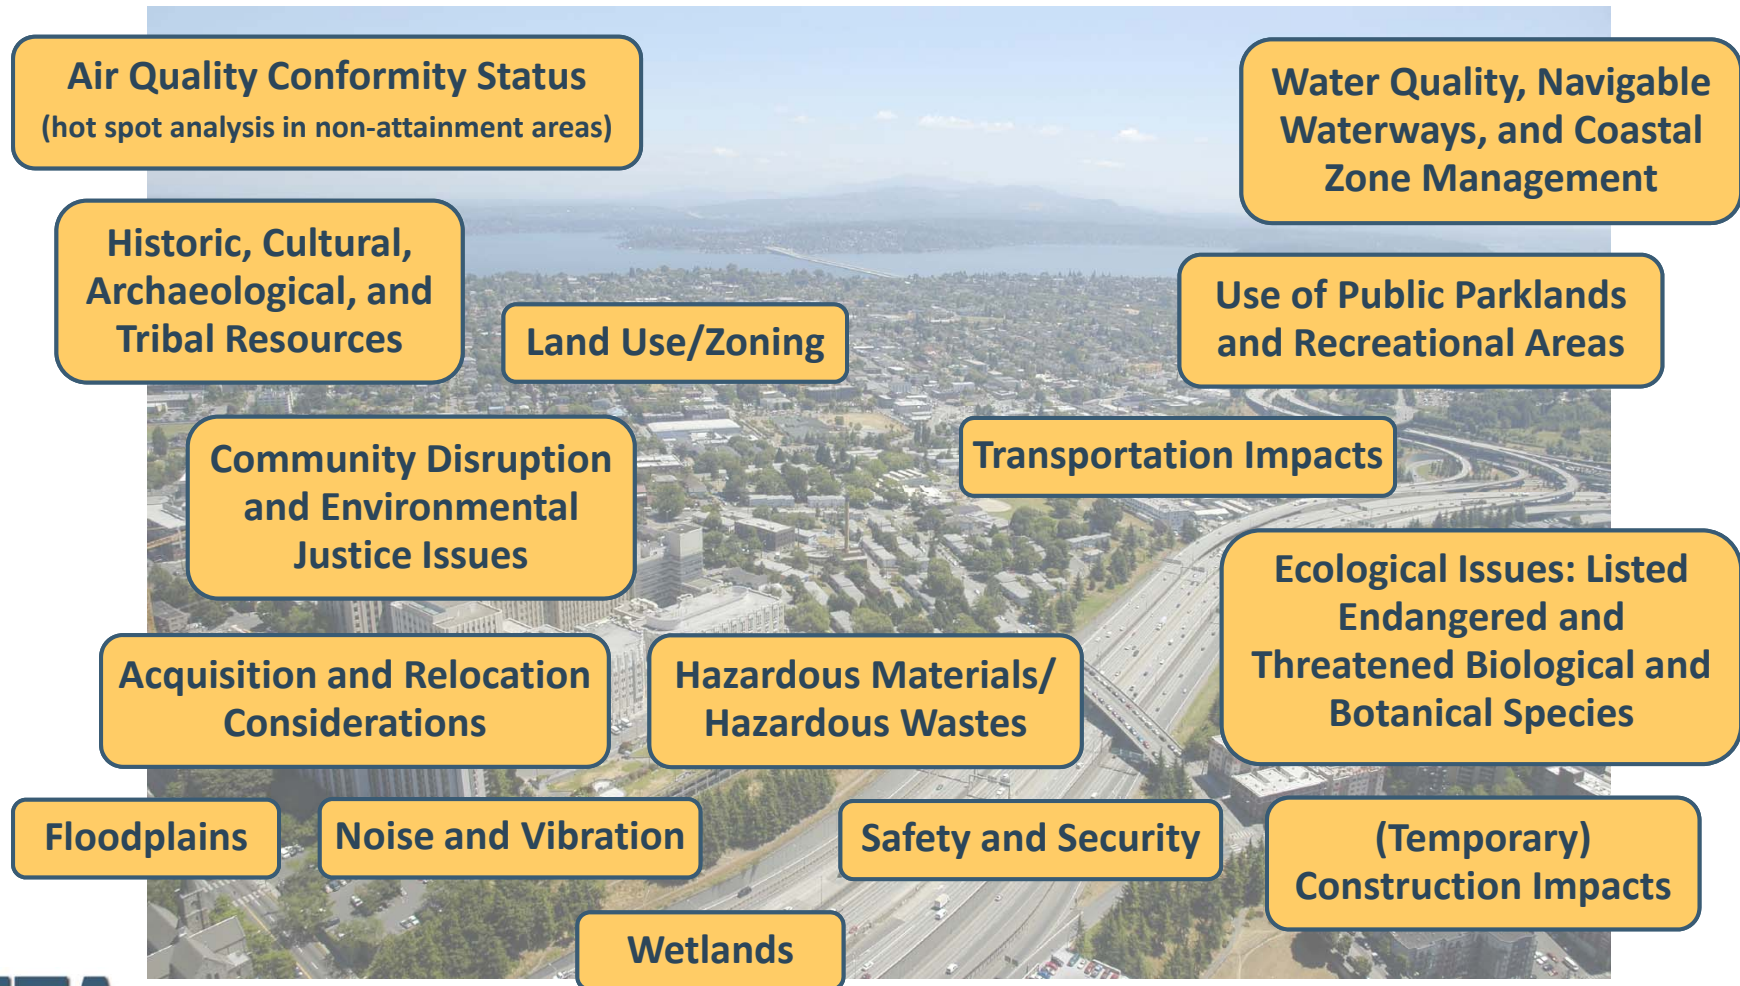 Air Quality Conformity Status
(hot spot analysis in non-attainment areas)
Water Quality, Navigable
Waterways, and Coastal
Zone Management
Historic, Cultural,
Archaeological, and
Tribal Resources
Land Use/Zoning
Use of Public Parklands
and Recreational Areas
Community Disruption
and Environmental
Justice Issues
Transportation Impacts
Ecological Issues: Listed
Endangered and
Threatened Biological and
Botanical Species
Acquisition and Relocation
Considerations
Hazardous Materials/
Hazardous Wastes
Floodplains
Noise and Vibration
Safety and Security
(Temporary)
Construction Impacts
Wetlands